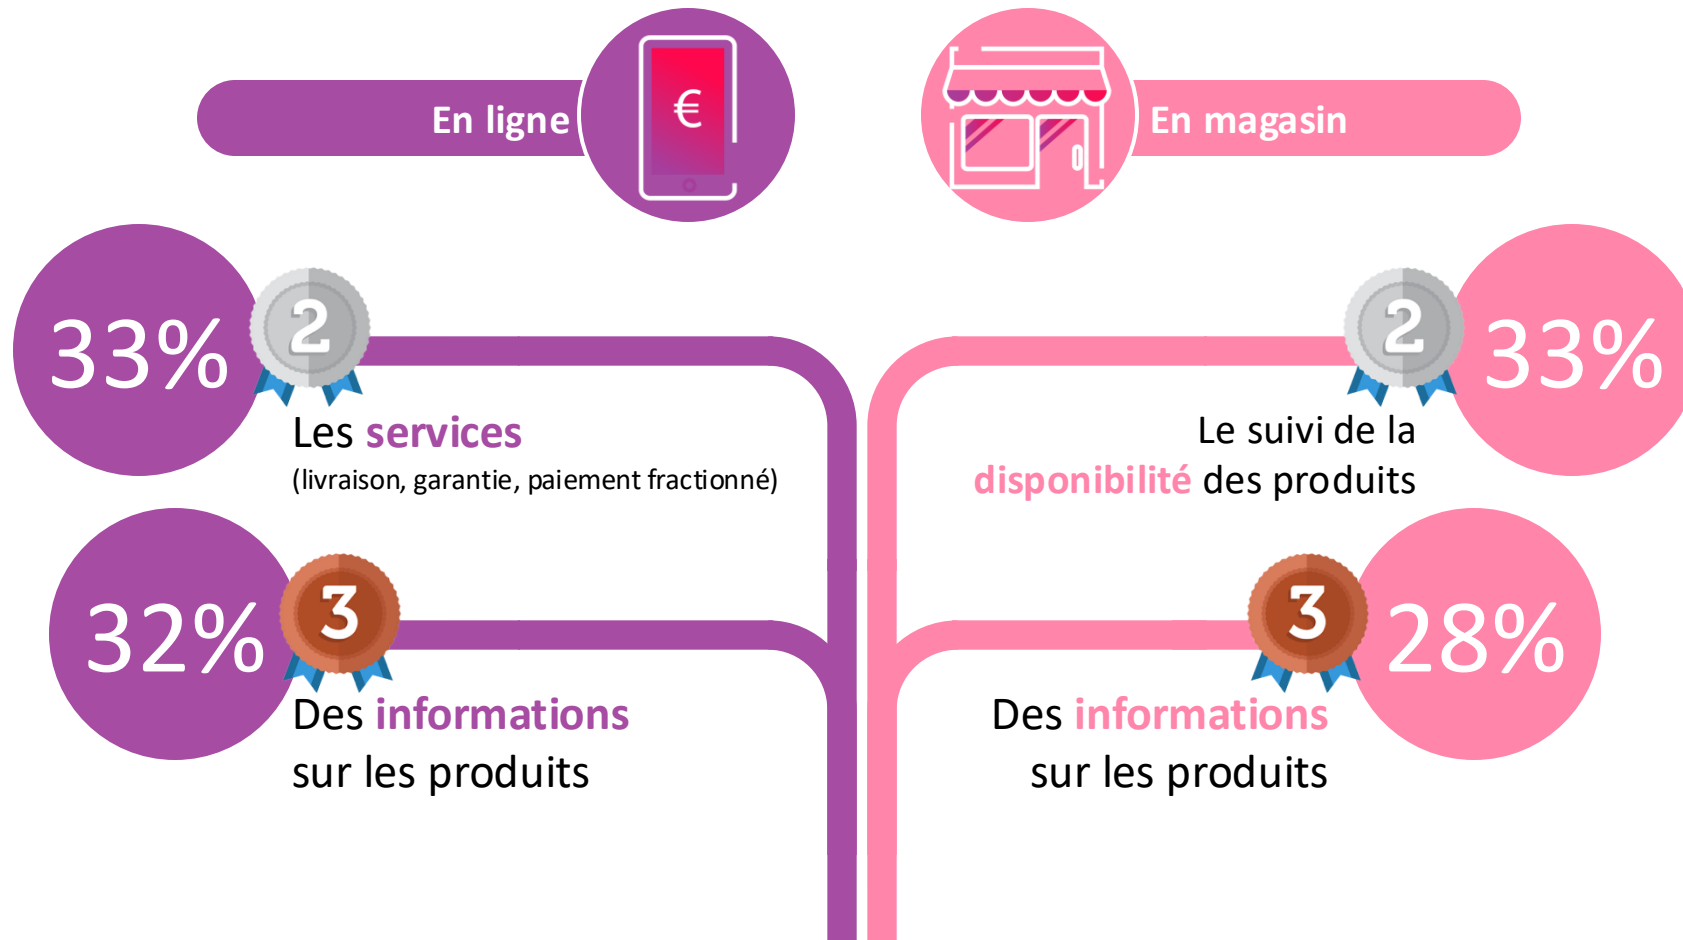 En ligne
€
En magasin
33%
2
Les services
(livraison, garantie, paiement fractionné)
2
33%
Le suivi de la
disponibilité des produits
32%
3
Des informations
sur les produits
3
28%
Des informations
sur les produits